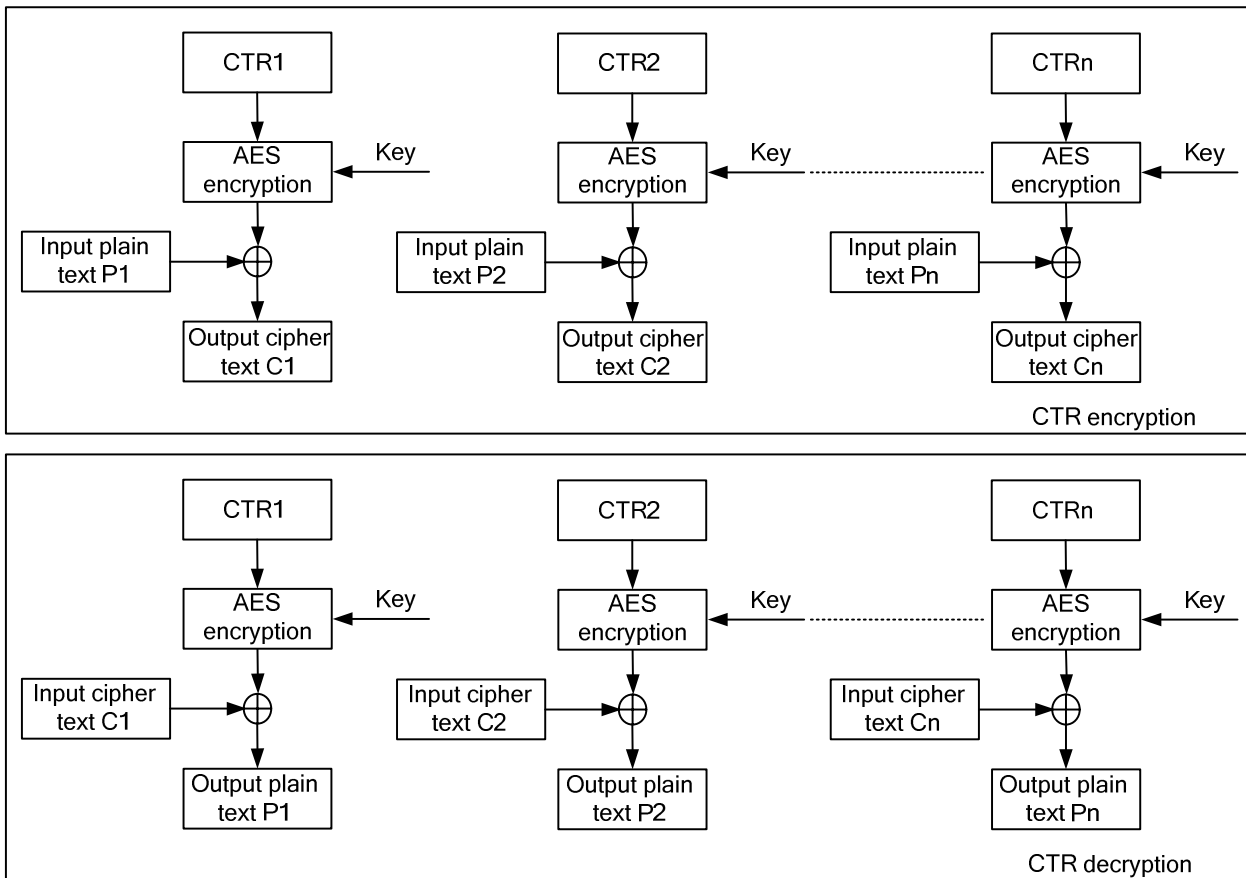 CTR1
CTR2
CTRn
AES
encryption
Key
AES
encryption
Key
AES
encryption
Key
Input plain
text P1
Input plain
text P2
Input plain
text Pn
Output cipher
text C1
Output cipher
text C2
Output cipher
text Cn
CTR encryption
CTR1
CTR2
CTRn
AES
encryption
Key
AES
encryption
Key
AES
encryption
Key
Input cipher
text C1
Input cipher
text C2
Input cipher
text Cn
Output plain
text P1
Output plain
text P2
Output plain
text Pn
CTR decryption